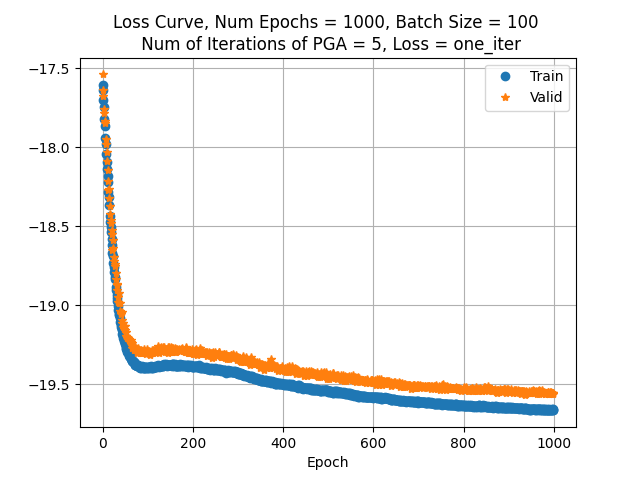 Loss Curve, Num Epochs = 1000, Batch Size = 100
Num of Iterations of PGA = 5, Loss = one_iter
Train
Valid
−17.5
−18.0
−18.5
−19.0
−19.5
0
200
400
600
800
1000
Epoch